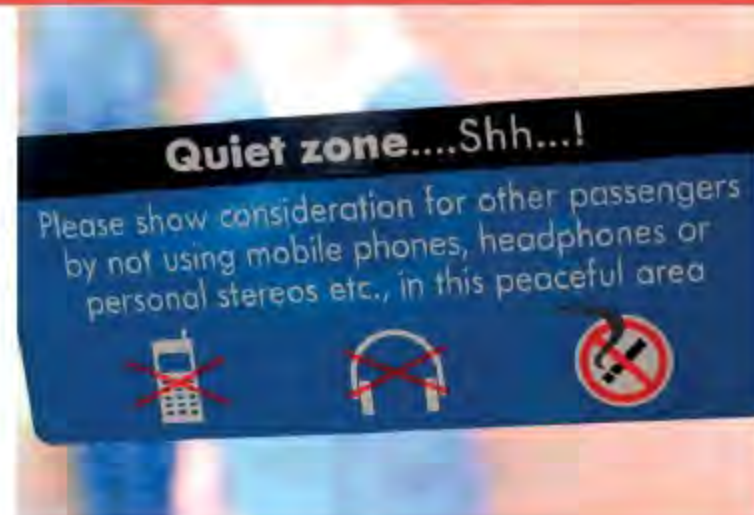 Quiet zone....Shh...!
Please show consideration for other passengers
by not using mobile phones, headphones or
personal stereos etc., in this peaceful area